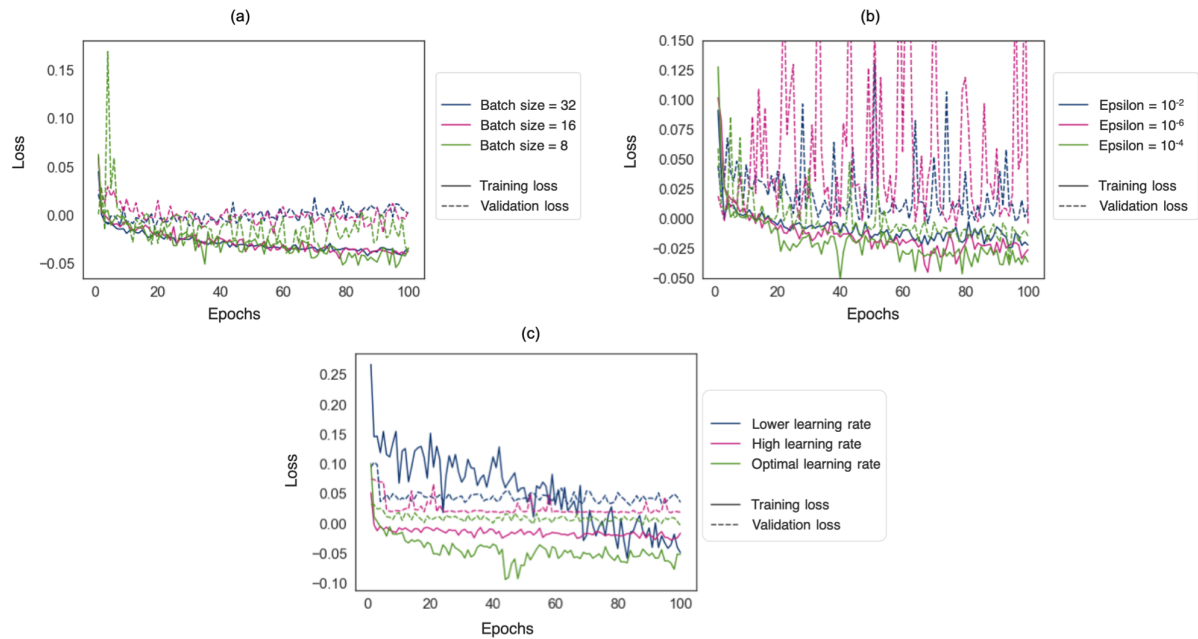 (a)
0.15
0.10
0.05
0.00
−0.05
Loss
0
20
40
60
80
100
Epochs
Batch size = 32
Batch size = 16
Batch size = 8
Training loss
Validation loss
(b)
0.150
0.125
0.100
0.075
0.050
0.025
0.000
−0.025
−0.050
Loss
0
20
40
60
80
100
Epochs
Epsilon = 10⁻²
Epsilon = 10⁻⁶
Epsilon = 10⁻⁴
Training loss
Validation loss
(c)
0.25
0.20
0.15
0.10
0.05
0.00
−0.05
−0.10
Loss
0
20
40
60
80
100
Epochs
Lower learning rate
High learning rate
Optimal learning rate
Training loss
Validation loss